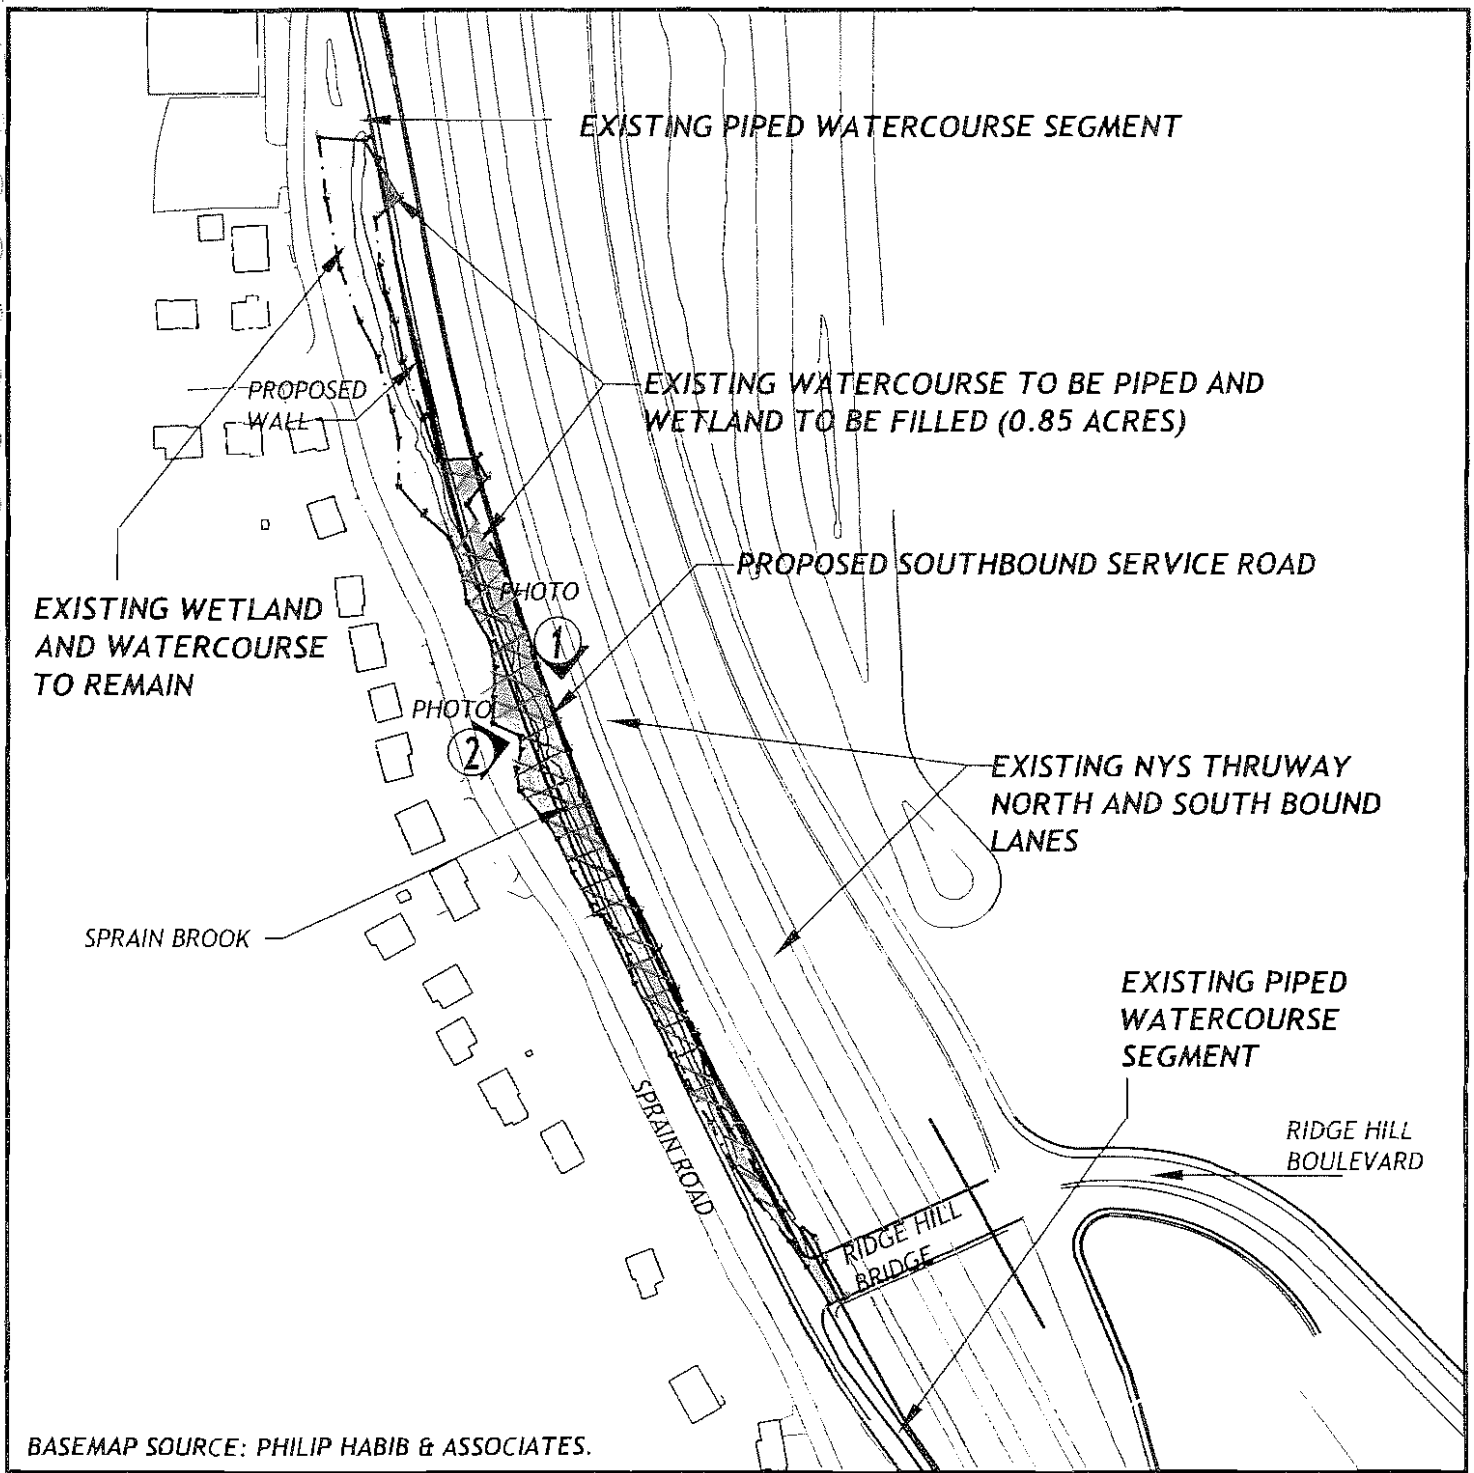 EXISTING PIPED WATERCOURSE SEGMENT
PROPOSED
WALL
EXISTING WATERCOURSE TO BE PIPED AND
WETLAND TO BE FILLED (0.85 ACRES)
PROPOSED SOUTHBOUND SERVICE ROAD
PHOTO
1
EXISTING WETLAND
AND WATERCOURSE
TO REMAIN
PHOTO
2
EXISTING NYS THRUWAY
NORTH AND SOUTH BOUND
LANES
SPRAIN BROOK
EXISTING PIPED
WATERCOURSE
SEGMENT
SPRAIN ROAD
RIDGE HILL
BOULEVARD
RIDGE HILL
BRIDGE
BASEMAP SOURCE: PHILIP HABIB & ASSOCIATES.